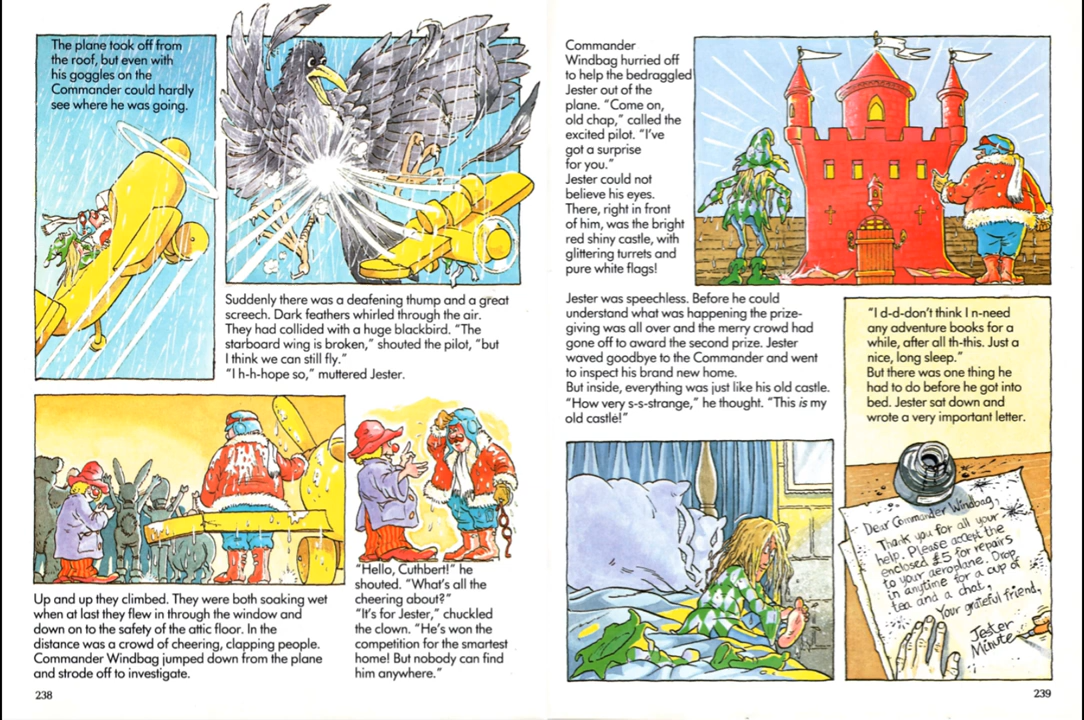 The plane took off from
the roof, but even with
his goggles on the
Commander could hardly
see where he was going.
Suddenly there was a deafening thump and a great
screech. Dark feathers whirled through the air.
They had collided with a huge blackbird. "The
starboard wing is broken," shouted the pilot, "but
I think we can still fly."
"I h-h-hope so," muttered Jester.
Up and up they climbed. They were both soaking wet
when at last they flew in through the window and
down on to the safety of the attic floor. In the
distance was a crowd of cheering, clapping people.
Commander Windbag jumped down from the plane
and strode off to investigate.
"Hello, Cuthbert!" he
shouted. "What's all the
cheering about?"
"It's for Jester," chuckled
the clown. "He's won the
competition for the smartest
home! But nobody can find
him anywhere."
238
Commander
Windbag hurried off
to help the bedraggled
Jester out of the
plane. "Come on,
old chap," called the
excited pilot. "I've
got a surprise
for you."
Jester could not
believe his eyes.
There, right in front
of him, was the bright
red shiny castle, with
glittering turrets and
pure white flags!
Jester was speechless. Before he could
understand what was happening the prize-
giving was all over and the merry crowd had
gone off to award the second prize. Jester
waved goodbye to the Commander and went
to inspect his brand new home.
But inside, everything was just like his old castle.
"How very s-s-strange," he thought. "This is my
old castle!"
"I d-d-don't think I n-need
any adventure books for a
while, after all th-this. Just a
nice, long sleep."
But there was one thing he
had to do before he got into
bed. Jester sat down and
wrote a very important letter.
Dear Commander Windbag,
Thank you for all your
help. Please accept the
enclosed £5 for repairs
to your aeroplane. Drop
in anytime for a cup of
tea and a chat.
Your grateful friend,
Jester
Minute
239